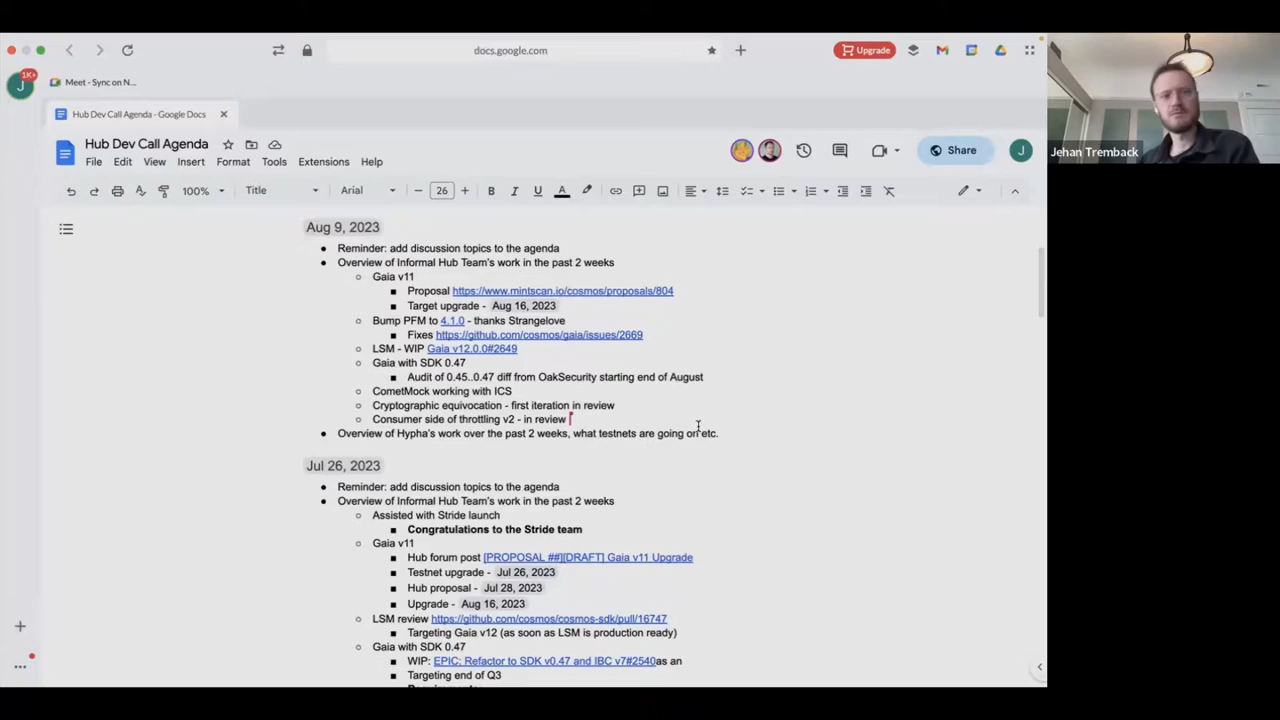 docs.google.com
Upgrade
1K+
J
Meet - Sync on N...
Hub Dev Call Agenda - Google Docs
Hub Dev Call Agenda
File Edit View Insert Format Tools Extensions Help
Share
J
100% Title Arial 26 B I U A
Aug 9, 2023
Reminder: add discussion topics to the agenda
Overview of Informal Hub Team's work in the past 2 weeks
Gaia v11
Proposal https://www.mintscan.io/cosmos/proposals/804
Target upgrade - Aug 16, 2023
Bump PFM to 4.1.0 - thanks Strangelove
Fixes https://github.com/cosmos/gaia/issues/2669
LSM - WIP Gaia v12.0.0#2649
Gaia with SDK 0.47
Audit of 0.45..0.47 diff from OakSecurity starting end of August
CometMock working with ICS
Cryptographic equivocation - first iteration in review
Consumer side of throttling v2 - in review
Overview of Hypha's work over the past 2 weeks, what testnets are going on etc.
Jul 26, 2023
Reminder: add discussion topics to the agenda
Overview of Informal Hub Team's work in the past 2 weeks
Assisted with Stride launch
Congratulations to the Stride team
Gaia v11
Hub forum post [PROPOSAL ##][DRAFT] Gaia v11 Upgrade
Testnet upgrade - Jul 26, 2023
Hub proposal - Jul 28, 2023
Upgrade - Aug 16, 2023
LSM review https://github.com/cosmos/cosmos-sdk/pull/16747
Targeting Gaia v12 (as soon as LSM is production ready)
Gaia with SDK 0.47
WIP: EPIC: Refactor to SDK v0.47 and IBC v7#2540as an
Targeting end of Q3
Jehan Tremback